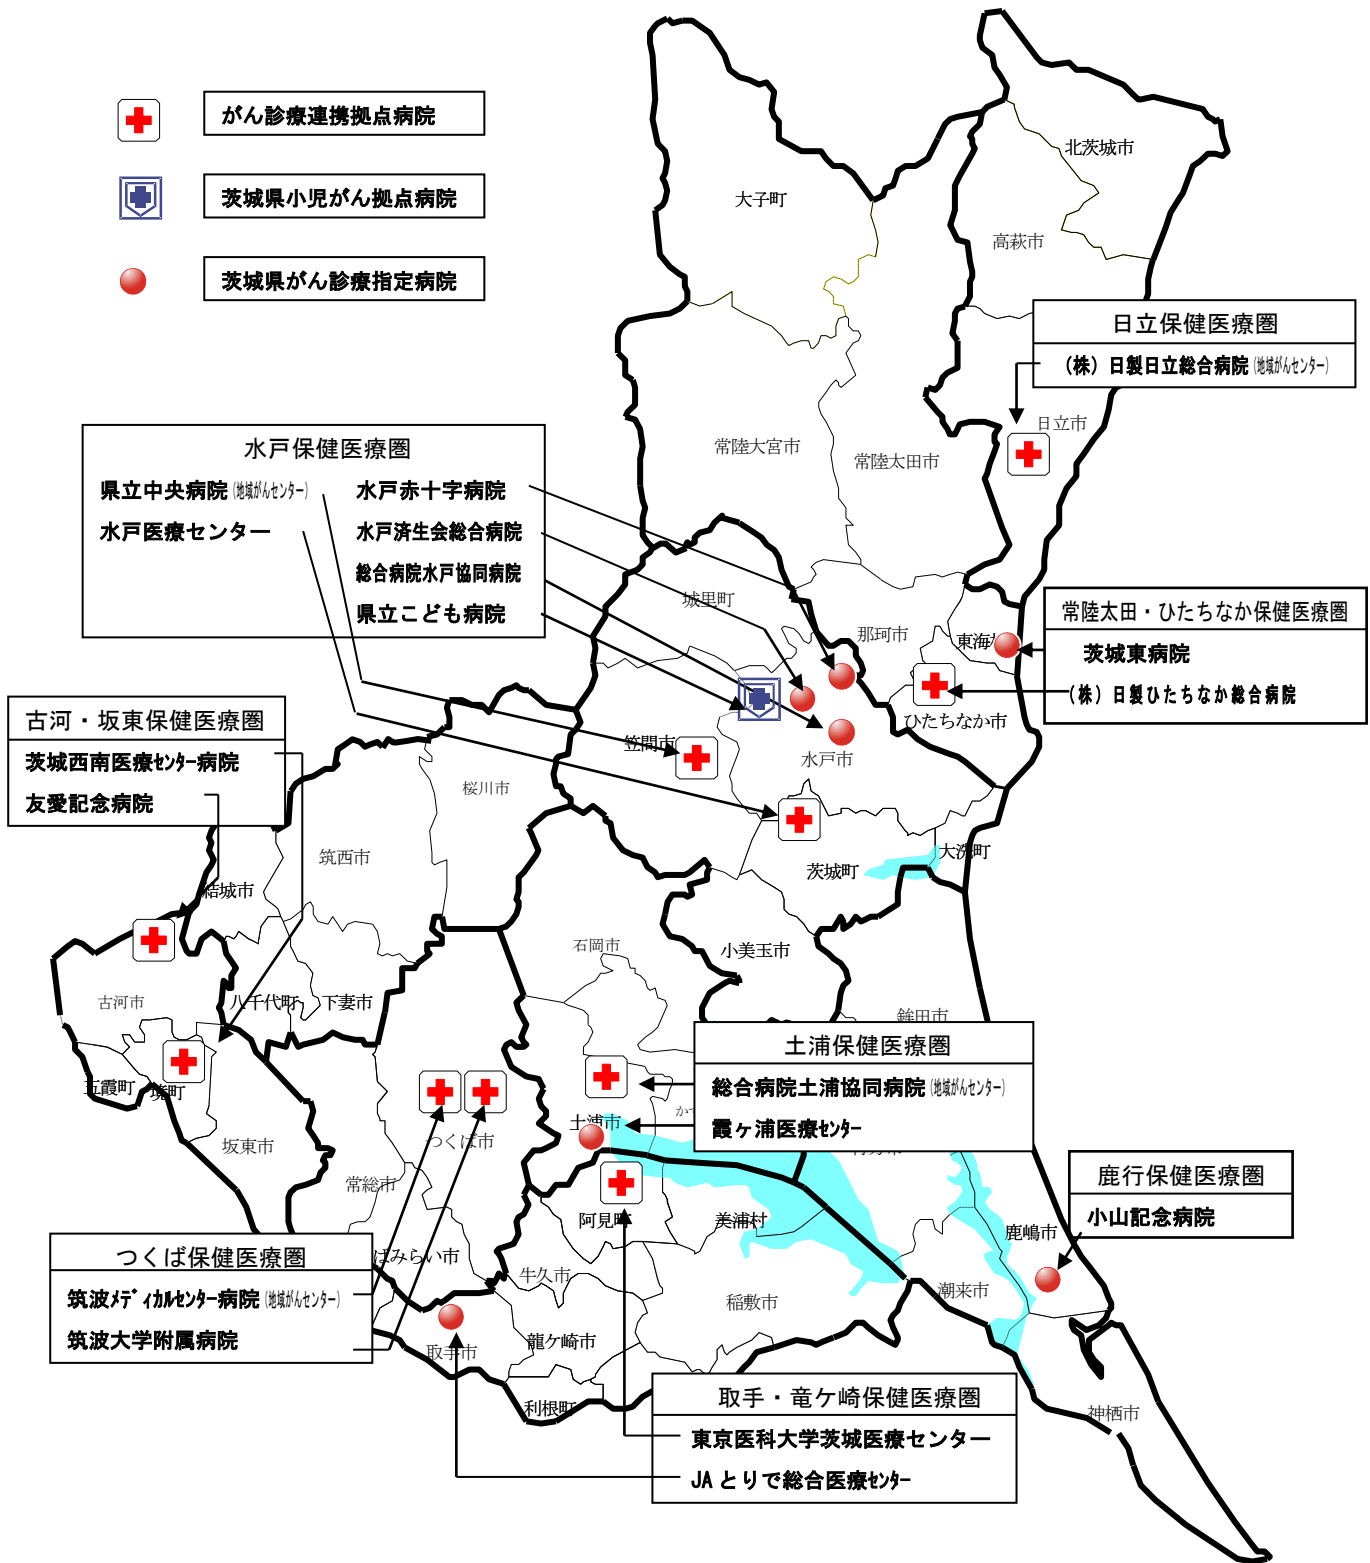 がん診療連携拠点病院
茨城県小児がん拠点病院
茨城県がん診療指定病院
北茨城市
大子町
高萩市
日立保健医療圏
（株）日製日立総合病院（地域がんセンター）
日立市
常陸大宮市
常陸太田市
水戸保健医療圏
県立中央病院（地域がんセンター）
水戸赤十字病院
水戸医療センター
水戸済生会総合病院
総合病院水戸協同病院
県立こども病院
城里町
那珂市
東海
常陸太田・ひたちなか保健医療圏
茨城東病院
（株）日製ひたちなか総合病院
ひたちなか市
古河・坂東保健医療圏
茨城西南医療センター病院
友愛記念病院
笠間市
水戸市
桜川市
筑西市
茨城町
大洗町
結城市
石岡市
小美玉市
古河市
八千代町
下妻市
鉾田市
土浦保健医療圏
総合病院土浦協同病院（地域がんセンター）
霞ヶ浦医療センター
五霞町
境町
かす
土浦市
つくば市
坂東市
常総市
阿見町
美浦村
鹿行保健医療圏
小山記念病院
鹿嶋市
つくば保健医療圏
筑波メディカルセンター病院（地域がんセンター）
筑波大学附属病院
ばみらい市
牛久市
稲敷市
潮来市
取手市
龍ケ崎市
利根町
神栖市
取手・竜ケ崎保健医療圏
東京医科大学茨城医療センター
JAとりで総合医療センター